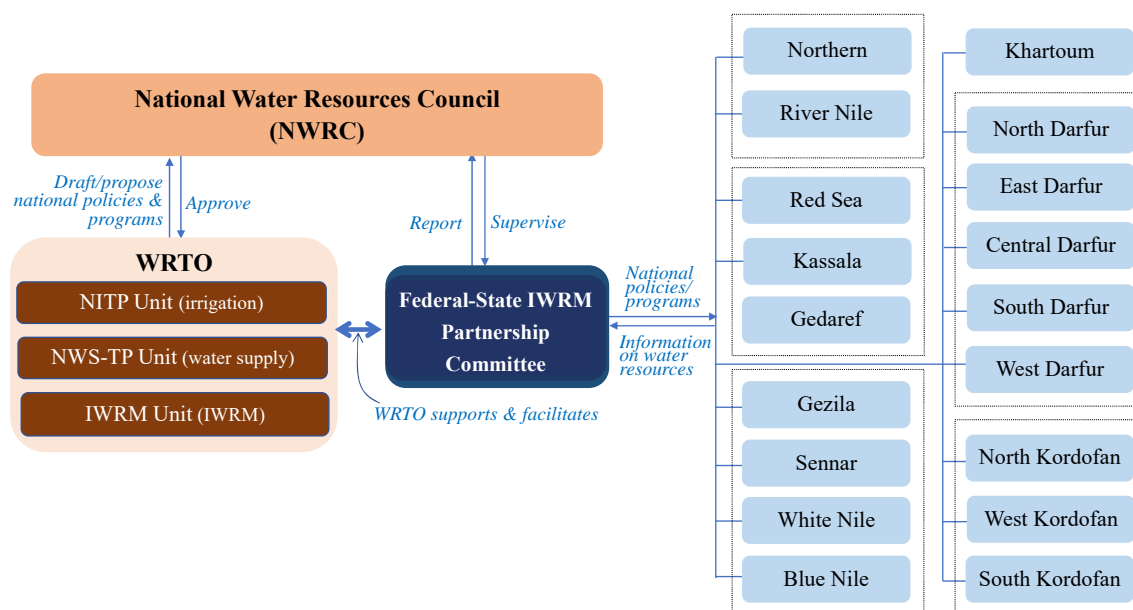 National Water Resources Council
(NWRC)
Draft/propose
national policies &
programs
Approve
Report
Supervise
WRTO
NITP Unit (irrigation)
NWS-TP Unit (water supply)
IWRM Unit (IWRM)
Federal-State IWRM
Partnership
Committee
WRTO supports & facilitates
National
policies/
programs
Information
on water
resources
Northern
River Nile
Red Sea
Kassala
Gedaref
Gezila
Sennar
White Nile
Blue Nile
Khartoum
North Darfur
East Darfur
Central Darfur
South Darfur
West Darfur
North Kordofan
West Kordofan
South Kordofan